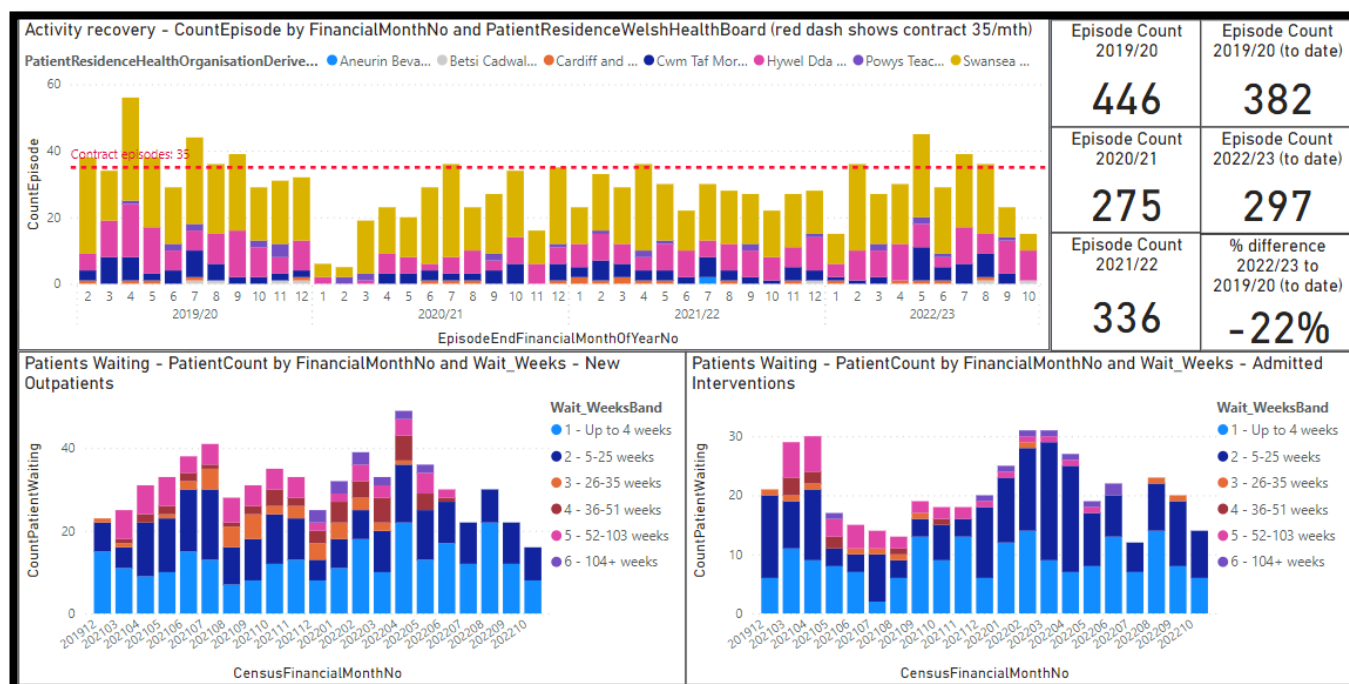 Activity recovery - CountEpisode by FinancialMonthNo and PatientResidenceWelshHealthBoard (red dash shows contract 35/mth)
PatientResidenceHealthOrganisationDerive... Aneurin Beva... Betsi Cadwal... Cardiff and ... Cwm Taf Mor... Hywel Dda ... Powys Teac... Swansea ...
60
40
20
0
CountEpisode
Contract episodes: 35
2 3 4 5 6 7 8 9 10 11 12 1 2 3 4 5 6 7 8 9 10 11 12 1 2 3 4 5 6 7 8 9 10 11 12 1 2 3 4 5 6 7 8 9 10
2019/20 2020/21 2021/22 2022/23
EpisodeEndFinancialMonthOfYearNo
Episode Count
2019/20
446
Episode Count
2019/20 (to date)
382
Episode Count
2020/21
275
Episode Count
2022/23 (to date)
297
Episode Count
2021/22
336
% difference
2022/23 to
2019/20 (to date)
-22%
Patients Waiting - PatientCount by FinancialMonthNo and Wait_Weeks - New
Outpatients
40
20
0
CountPatientWaiting
201912 202103 202104 202105 202106 202107 202108 202109 202110 202111 202112 202201 202202 202203 202204 202205 202206 202207 202208 202209 202210
CensusFinancialMonthNo
Wait_WeeksBand
1 - Up to 4 weeks
2 - 5-25 weeks
3 - 26-35 weeks
4 - 36-51 weeks
5 - 52-103 weeks
6 - 104+ weeks
Patients Waiting - PatientCount by FinancialMonthNo and Wait_Weeks - Admitted
Interventions
30
20
10
0
CountPatientWaiting
201912 202103 202104 202105 202106 202107 202108 202109 202110 202111 202112 202201 202202 202203 202204 202205 202206 202207 202208 202209 202210
CensusFinancialMonthNo
Wait_WeeksBand
1 - Up to 4 weeks
2 - 5-25 weeks
3 - 26-35 weeks
4 - 36-51 weeks
5 - 52-103 weeks
6 - 104+ weeks